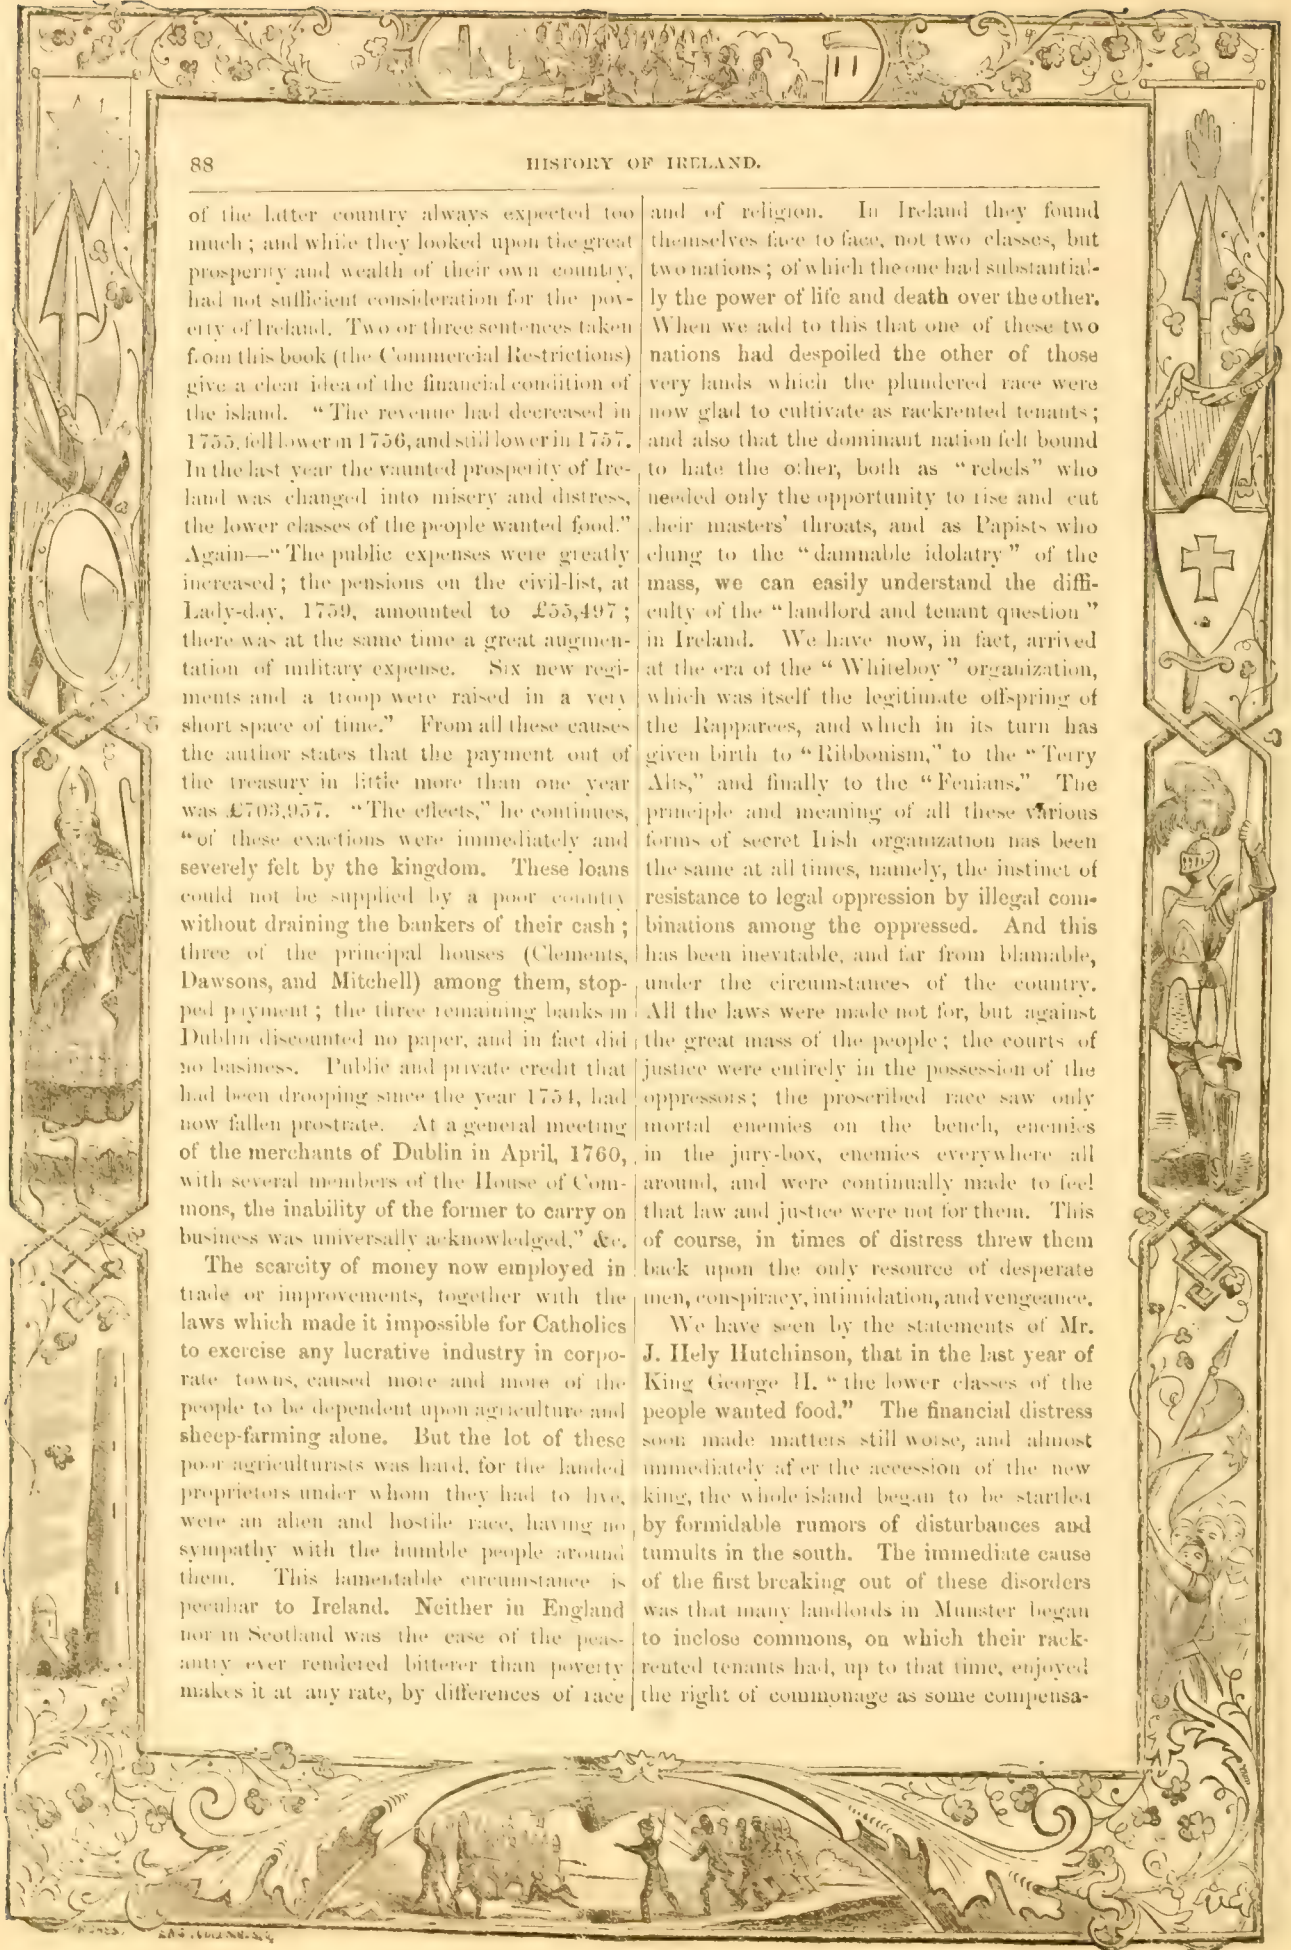 88
HISTORY OF IRELAND.
of the latter country always expected too
much; and while they looked upon the great
prosperity and wealth of their own country,
had not sufficient consideration for the pov-
erty of Ireland. Two or three sentences taken
from this book (the Commercial Restrictions)
give a clear idea of the financial condition of
the island. “The revenue had decreased in
1755, fell lower in 1756, and still lower in 1757.
In the last year the vaunted prosperity of Ire-
land was changed into misery and distress,
the lower classes of the people wanted food.”
Again—“The public expenses were greatly
increased; the pensions on the civil-list, at
Lady-day, 1759, amounted to £55,497;
there was at the same time a great augmen-
tation of military expense. Six new regi-
ments and a troop were raised in a very
short space of time.” From all these causes
the author states that the payment out of
the treasury in little more than one year
was £703,957. “The effects,” he continues,
“of these exactions were immediately and
severely felt by the kingdom. These loans
could not be supplied by a poor country
without draining the bankers of their cash;
three of the principal houses (Clements,
Dawsons, and Mitchell) among them, stop-
ped payment; the three remaining banks in
Dublin discounted no paper, and in fact did
no business. Public and private credit that
had been drooping since the year 1754, had
now fallen prostrate. At a general meeting
of the merchants of Dublin in April, 1760,
with several members of the House of Com-
mons, the inability of the former to carry on
business was universally acknowledged,” &c.
The scarcity of money now employed in
trade or improvements, together with the
laws which made it impossible for Catholics
to exercise any lucrative industry in corpo-
rate towns, caused more and more of the
people to be dependent upon agriculture and
sheep-farming alone. But the lot of these
poor agriculturists was hard, for the landed
proprietors under whom they had to live,
were an alien and hostile race, having no
sympathy with the humble people around
them. This lamentable circumstance is
peculiar to Ireland. Neither in England
nor in Scotland was the case of the peas-
antry ever rendered bitterer than poverty
makes it at any rate, by differences of race
and of religion. In Ireland they found
themselves face to face, not two classes, but
two nations; of which the one had substantial-
ly the power of life and death over the other.
When we add to this that one of these two
nations had despoiled the other of those
very lands which the plundered race were
now glad to cultivate as rackrented tenants;
and also that the dominant nation felt bound
to hate the other, both as “rebels” who
needed only the opportunity to rise and cut
their masters’ throats, and as Papists who
clung to the “damnable idolatry” of the
mass, we can easily understand the diffi-
culty of the “landlord and tenant question”
in Ireland. We have now, in fact, arrived
at the era of the “Whiteboy” organization,
which was itself the legitimate offspring of
the Rapparees, and which in its turn has
given birth to “Ribbonism,” to the “Terry
Alts,” and finally to the “Fenians.” The
principle and meaning of all these various
forms of secret Irish organization has been
the same at all times, namely, the instinct of
resistance to legal oppression by illegal com-
binations among the oppressed. And this
has been inevitable, and far from blamable,
under the circumstances of the country.
All the laws were made not for, but against
the great mass of the people; the courts of
justice were entirely in the possession of the
oppressors; the proscribed race saw only
mortal enemies on the bench, enemies
in the jury-box, enemies everywhere all
around, and were continually made to feel
that law and justice were not for them. This
of course, in times of distress threw them
back upon the only resource of desperate
men, conspiracy, intimidation, and vengeance.
We have seen by the statements of Mr.
J. Hely Hutchinson, that in the last year of
King George II. “the lower classes of the
people wanted food.” The financial distress
soon made matters still worse, and almost
immediately after the accession of the new
king, the whole island began to be startled
by formidable rumors of disturbances and
tumults in the south. The immediate cause
of the first breaking out of these disorders
was that many landlords in Munster began
to inclose commons, on which their rack-
rented tenants had, up to that time, enjoyed
the right of commonage as some compensa-